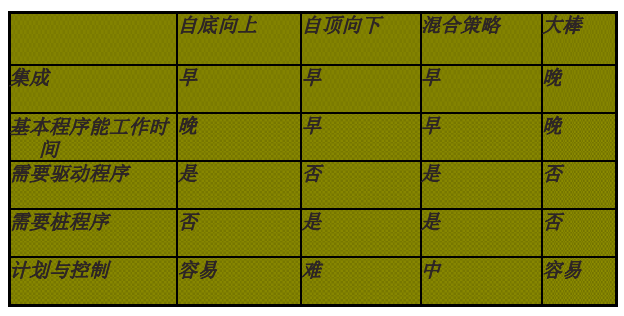 自底向上 自顶向下 混合策略 大棒
集成 早 早 早 晚
基本程序能工作时 晚 早 早 晚
间
需要驱动程序 是 否 是 否
需要桩程序 否 是 是 否
计划与控制 容易 难 中 容易